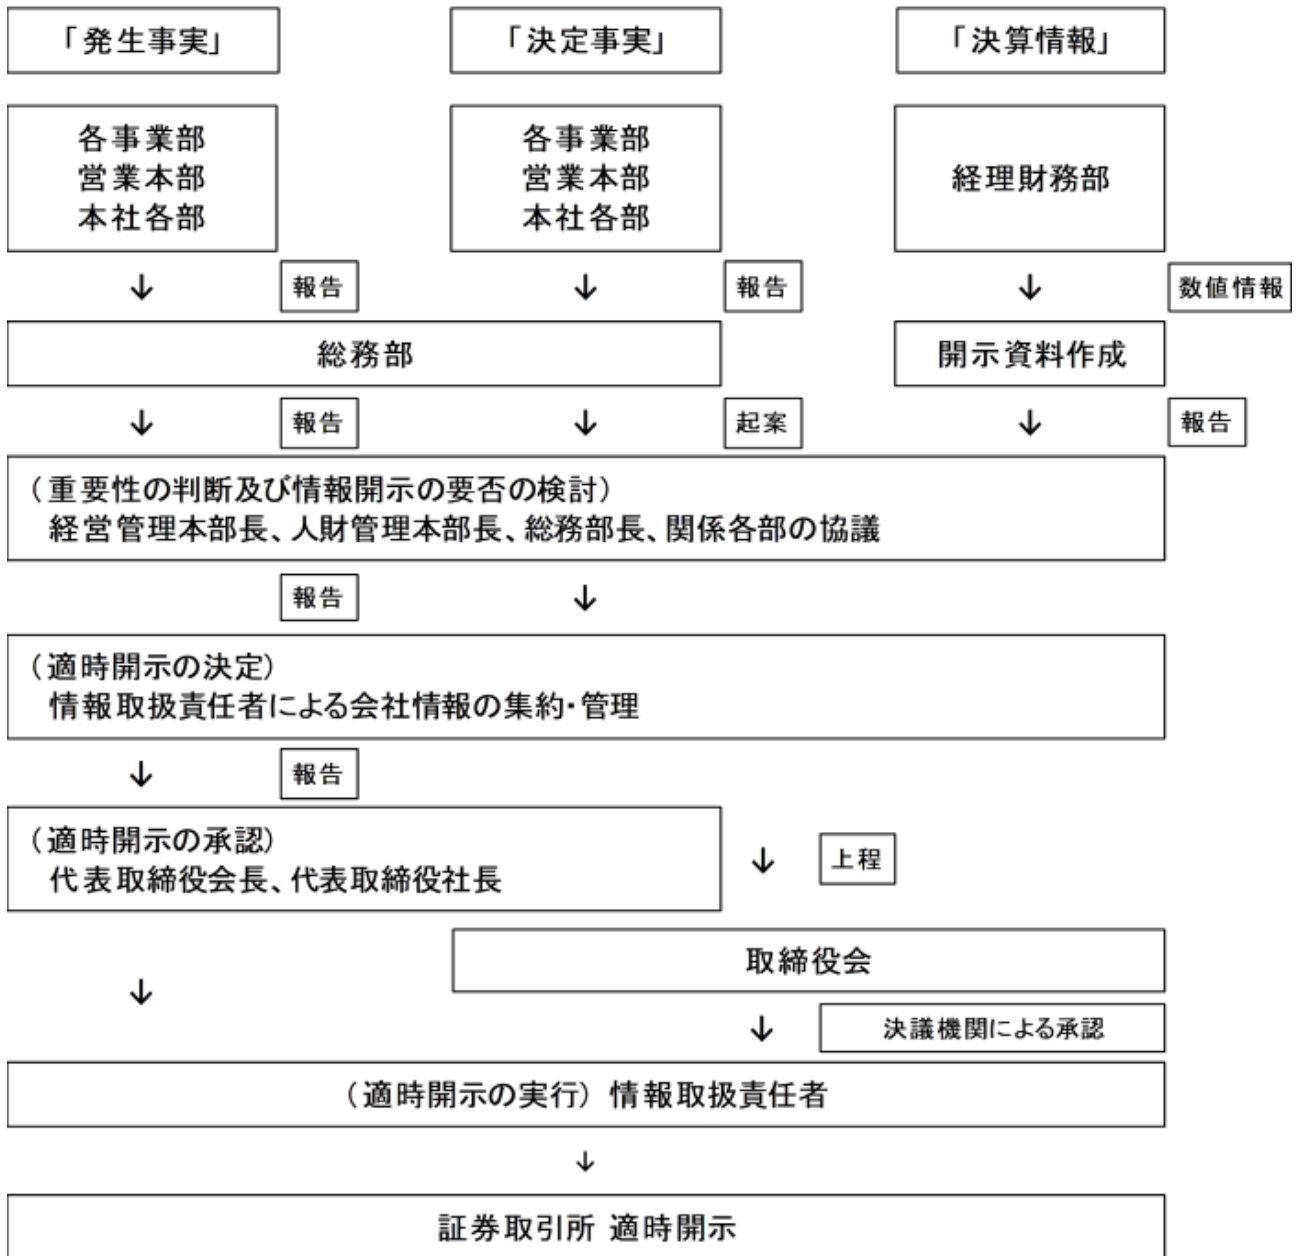 「発生事実」
「決定事実」
「決算情報」
各事業部
営業本部
本社各部
各事業部
営業本部
本社各部
経理財務部
↓
報告
↓
報告
↓
数値情報
総務部
開示資料作成
↓
報告
↓
起案
↓
報告
（重要性の判断及び情報開示の要否の検討）
経営管理本部長、人財管理本部長、総務部長、関係各部の協議
報告
↓
（適時開示の決定）
情報取扱責任者による会社情報の集約・管理
↓
報告
（適時開示の承認）
代表取締役会長、代表取締役社長
↓
上程
取締役会
↓
↓
決議機関による承認
（適時開示の実行）情報取扱責任者
↓
証券取引所 適時開示